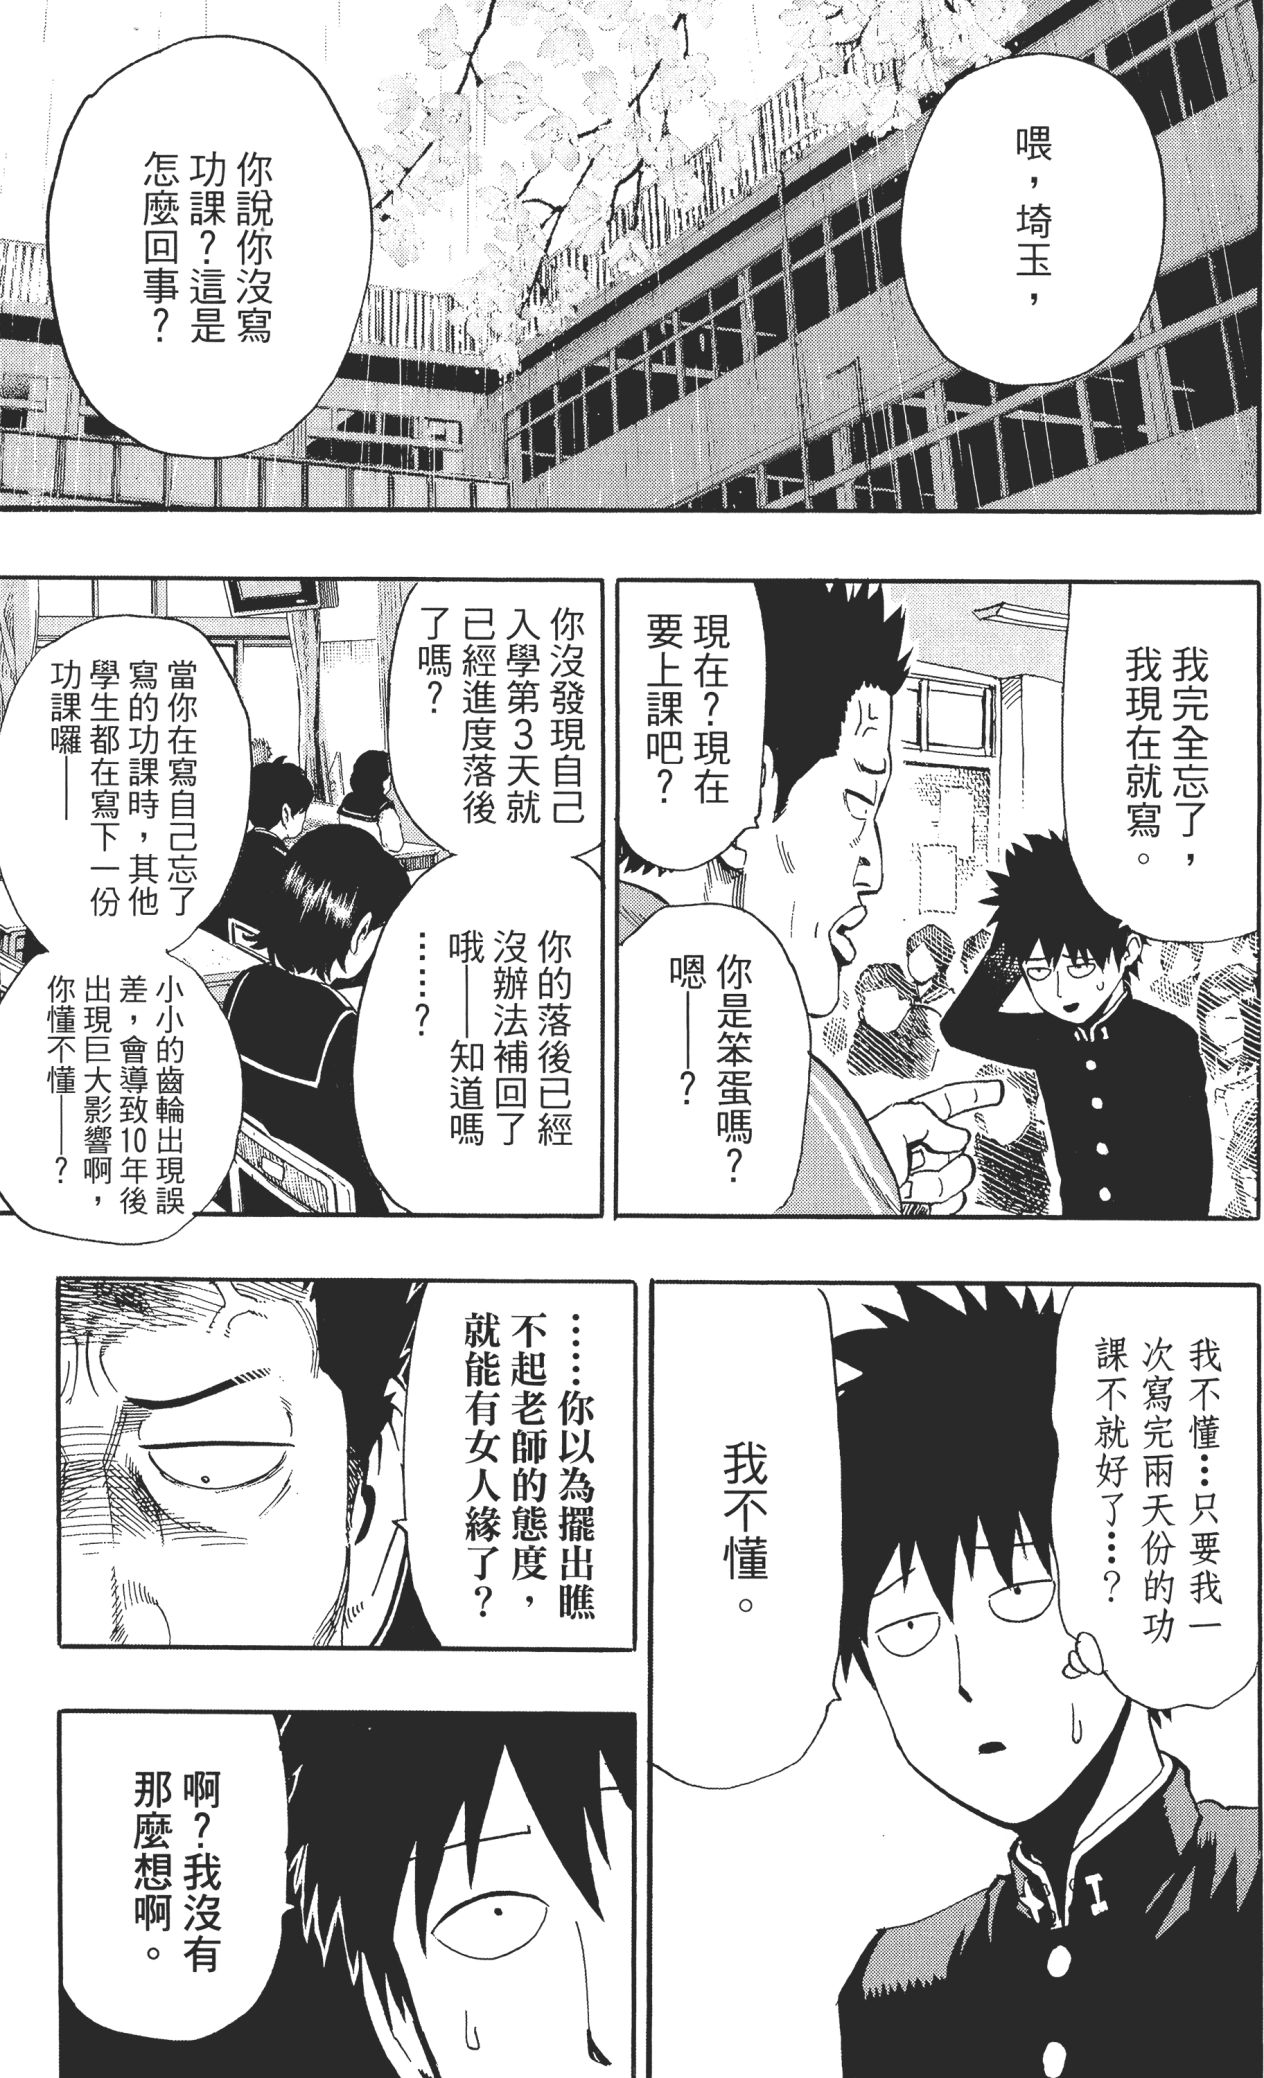 喂，埼玉，
你說你沒寫
功課？這是
怎麼回事？
我完全忘了，
我現在就寫。
現在？現在
要上課吧？
你是笨蛋嗎？
嗯——？
你沒發現自己
入學第3天就
已經進度落後
了嗎？
你的落後已經
沒辦法補回了
哦——知道嗎
……？
當你在寫自己忘了
寫的功課時，其他
學生都在寫下一份
功課囉——
小小的齒輪出現誤
差，會導致10年後
出現巨大影響啊，
你懂不懂——？
我不懂…只要我一
次寫完兩天份的功
課不就好了……？
我不懂。
……你以為擺出瞧
不起老師的態度，
就能有女人緣了？
啊？我沒有
那麼想啊。